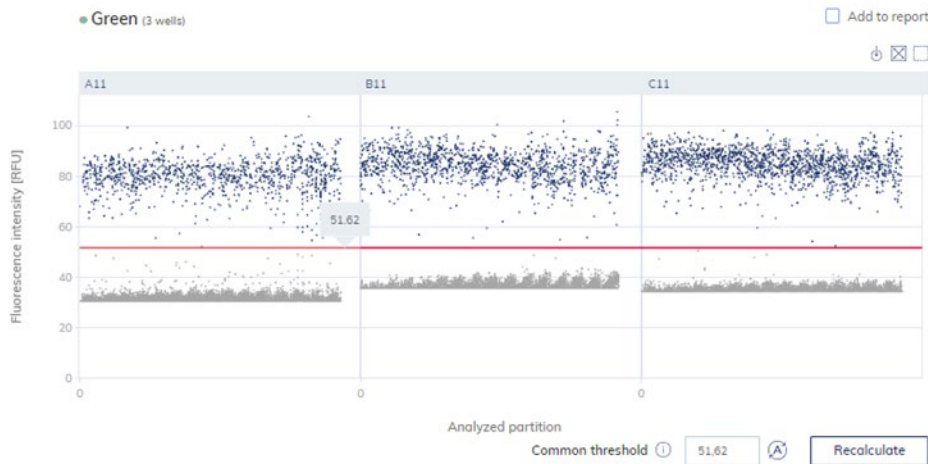 Green (3 wells)
Add to report
A11 B11 C11
Fluorescence intensity [RFU]
100
80
60
40
20
0
51.62
0 0 0
Analyzed partition
Common threshold 51,62 Recalculate